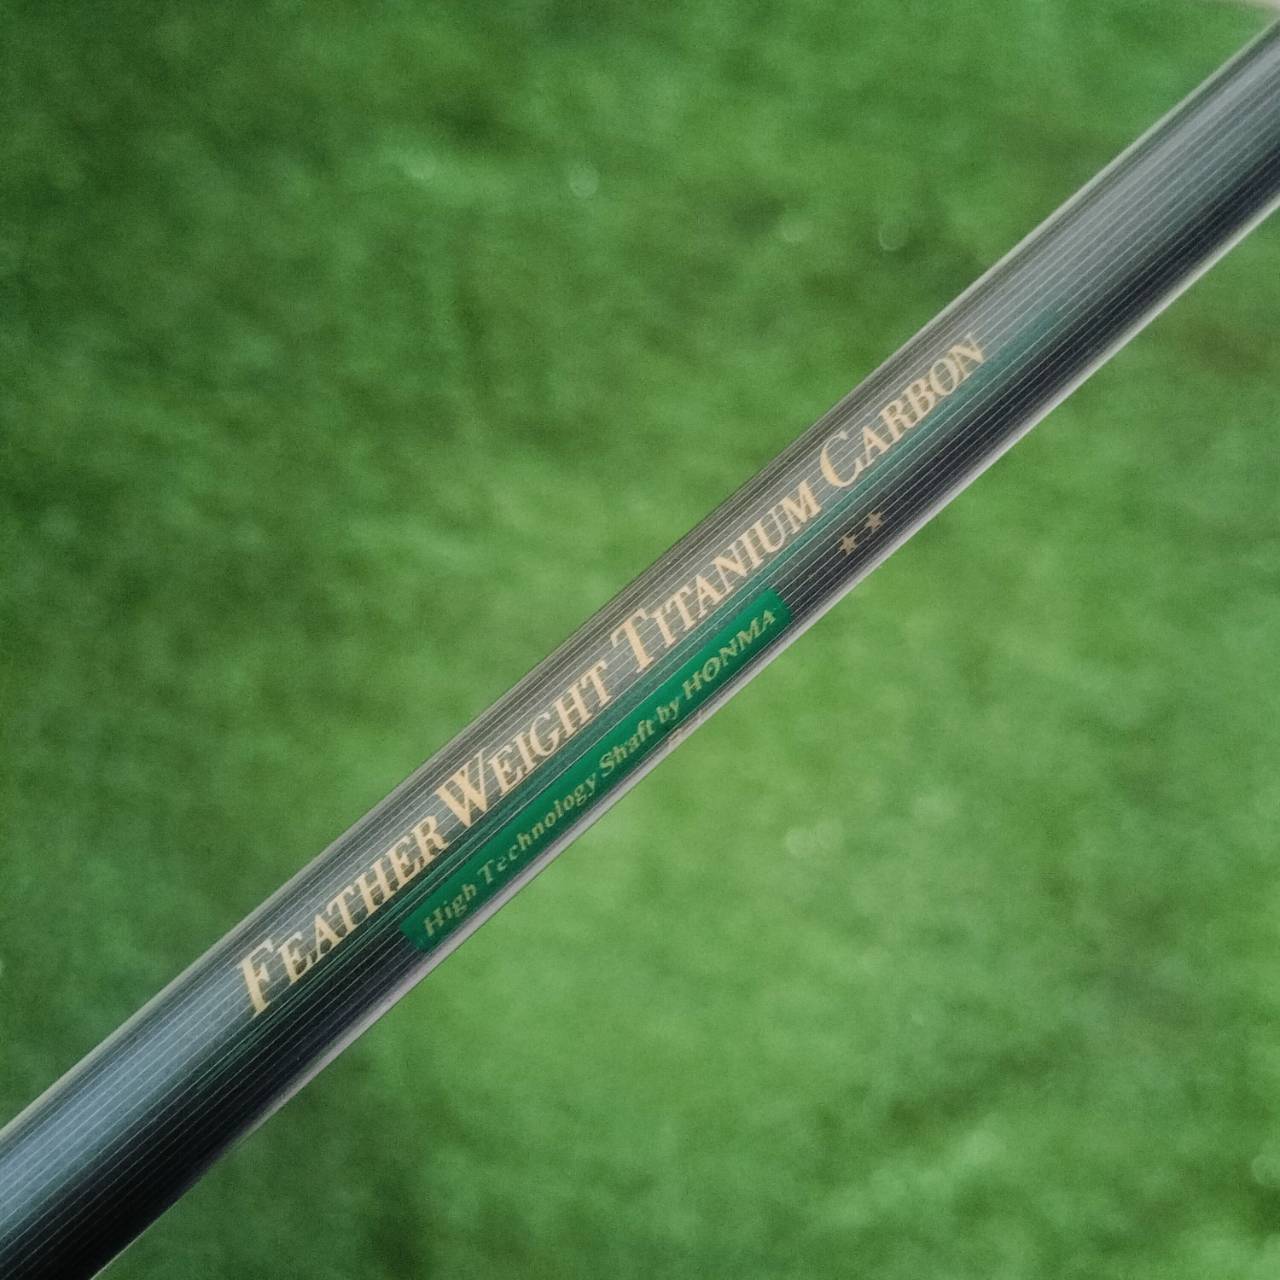 FEATHER WEIGHT TITANIUM CARBON
★ ★
High Technology Shaft by HONMA